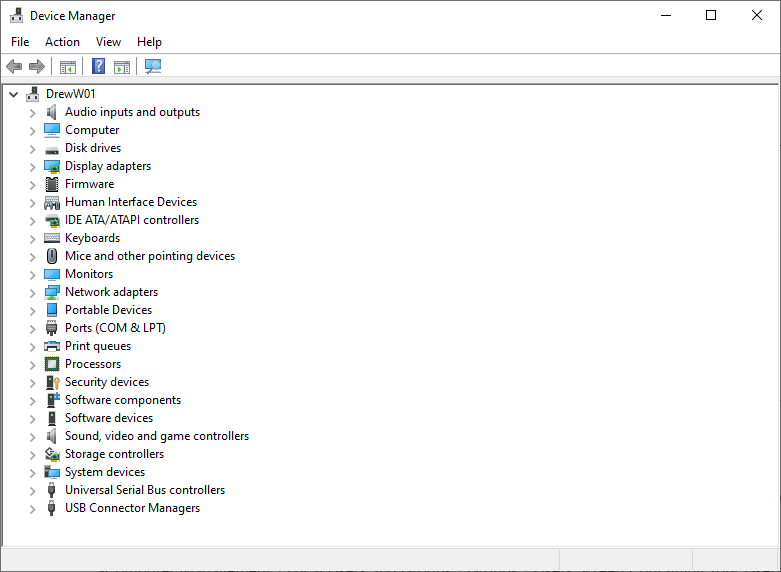 Device Manager
File Action View Help
DrewW01
Audio inputs and outputs
Computer
Disk drives
Display adapters
Firmware
Human Interface Devices
IDE ATA/ATAPI controllers
Keyboards
Mice and other pointing devices
Monitors
Network adapters
Portable Devices
Ports (COM & LPT)
Print queues
Processors
Security devices
Software components
Software devices
Sound, video and game controllers
Storage controllers
System devices
Universal Serial Bus controllers
USB Connector Managers